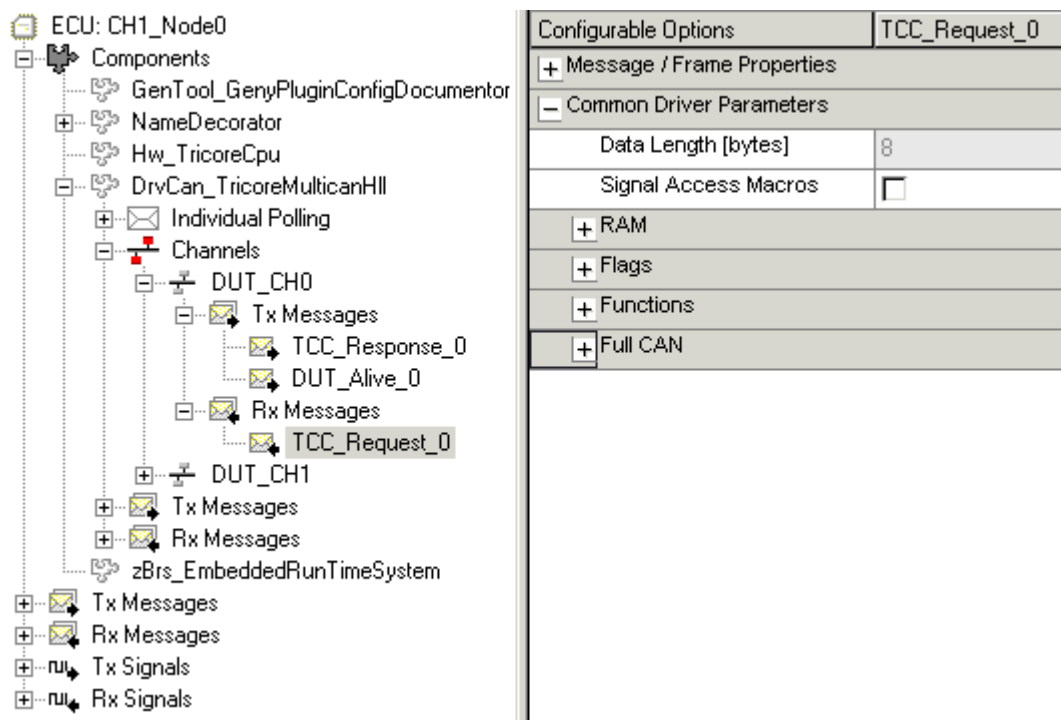 ECU: CH1_Node0
Components
GenTool_GenyPluginConfigDocumentor
NameDecorator
Hw_TricoreCpu
DrvCan_TricoreMulticanHll
Individual Polling
Channels
DUT_CH0
Tx Messages
TCC_Response_0
DUT_Alive_0
Rx Messages
TCC_Request_0
DUT_CH1
Tx Messages
Rx Messages
zBrs_EmbeddedRunTimeSystem
Tx Messages
Rx Messages
Tx Signals
Rx Signals
Configurable Options TCC_Request_0
Message / Frame Properties
Common Driver Parameters
Data Length [bytes] 8
Signal Access Macros
RAM
Flags
Functions
Full CAN